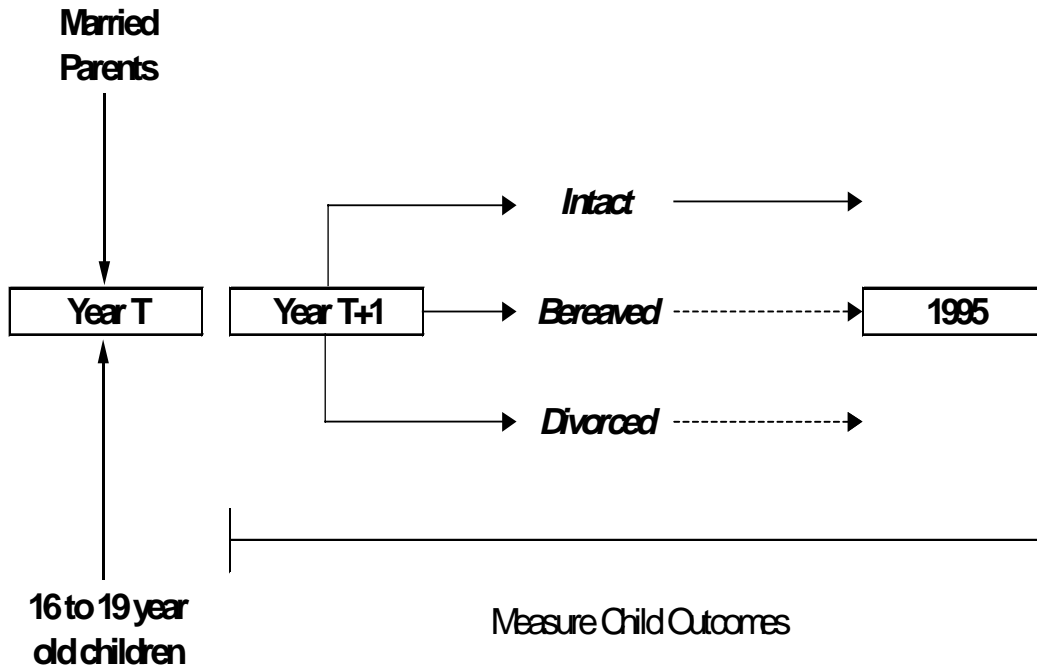 Married
Parents
Intact
Year T
Year T+1
Bereaved
1995
Divorced
16 to 19 year
old children
Measure Child Outcomes